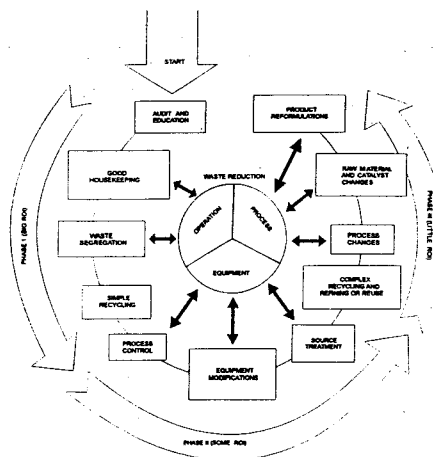 START
AUDIT AND
EDUCATION
PRODUCT
REFORMULATIONS
GOOD
HOUSEKEEPING
WASTE REDUCTION
RAW MATERIAL
AND CATALYST
CHANGES
OPERATION
PROCESS
EQUIPMENT
WASTE
SEGREGATION
PROCESS
CHANGES
SIMPLE
RECYCLING
COMPLEX
RECYCLING AND
REFINING OR REUSE
PROCESS
CONTROL
EQUIPMENT
MODIFICATIONS
SOURCE
TREATMENT
PHASE I (BIG ROI)
PHASE II (SOME ROI)
PHASE III (LITTLE ROI)